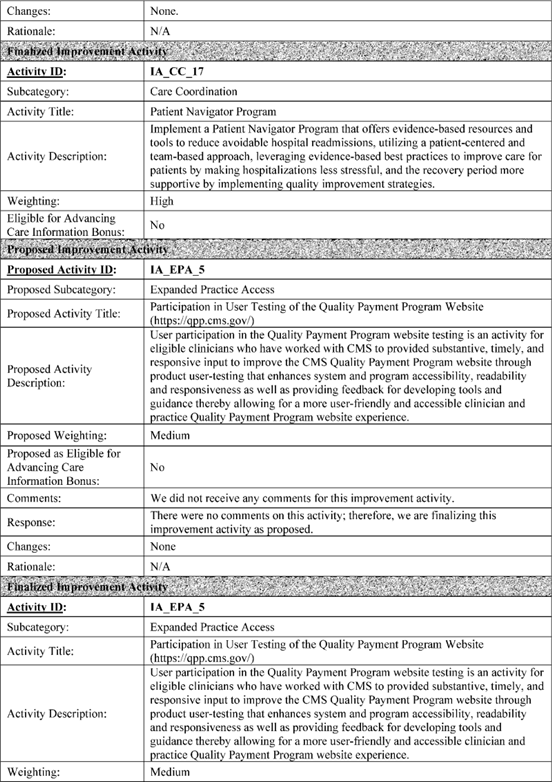 Changes: None.
Rationale: N/A
Finalized Improvement Activity
Activity ID: IA_CC_17
Subcategory: Care Coordination
Activity Title: Patient Navigator Program
Activity Description: Implement a Patient Navigator Program that offers evidence-based resources and
tools to reduce avoidable hospital readmissions, utilizing a patient-centered and
team-based approach, leveraging evidence-based best practices to improve care for
patients by making hospitalizations less stressful, and the recovery period more
supportive by implementing quality improvement strategies.
Weighting: High
Eligible for Advancing
Care Information Bonus: No
Proposed Improvement Activity
Proposed Activity ID: IA_EPA_5
Proposed Subcategory: Expanded Practice Access
Proposed Activity Title: Participation in User Testing of the Quality Payment Program Website
(https://qpp.cms.gov/)
Proposed Activity
Description:
User participation in the Quality Payment Program website testing is an activity for
eligible clinicians who have worked with CMS to provided substantive, timely, and
responsive input to improve the CMS Quality Payment Program website through
product user-testing that enhances system and program accessibility, readability
and responsiveness as well as providing feedback for developing tools and
guidance thereby allowing for a more user-friendly and accessible clinician and
practice Quality Payment Program website experience.
Proposed Weighting: Medium
Proposed as Eligible for
Advancing Care
Information Bonus:
No
Comments: We did not receive any comments for this improvement activity.
Response: There were no comments on this activity; therefore, we are finalizing this
improvement activity as proposed.
Changes: None
Rationale: N/A
Finalized Improvement Activity
Activity ID: IA_EPA_5
Subcategory: Expanded Practice Access
Activity Title: Participation in User Testing of the Quality Payment Program Website
(https://qpp.cms.gov/)
Activity Description:
User participation in the Quality Payment Program website testing is an activity for
eligible clinicians who have worked with CMS to provided substantive, timely, and
responsive input to improve the CMS Quality Payment Program website through
product user-testing that enhances system and program accessibility, readability
and responsiveness as well as providing feedback for developing tools and
guidance thereby allowing for a more user-friendly and accessible clinician and
practice Quality Payment Program website experience.
Weighting: Medium